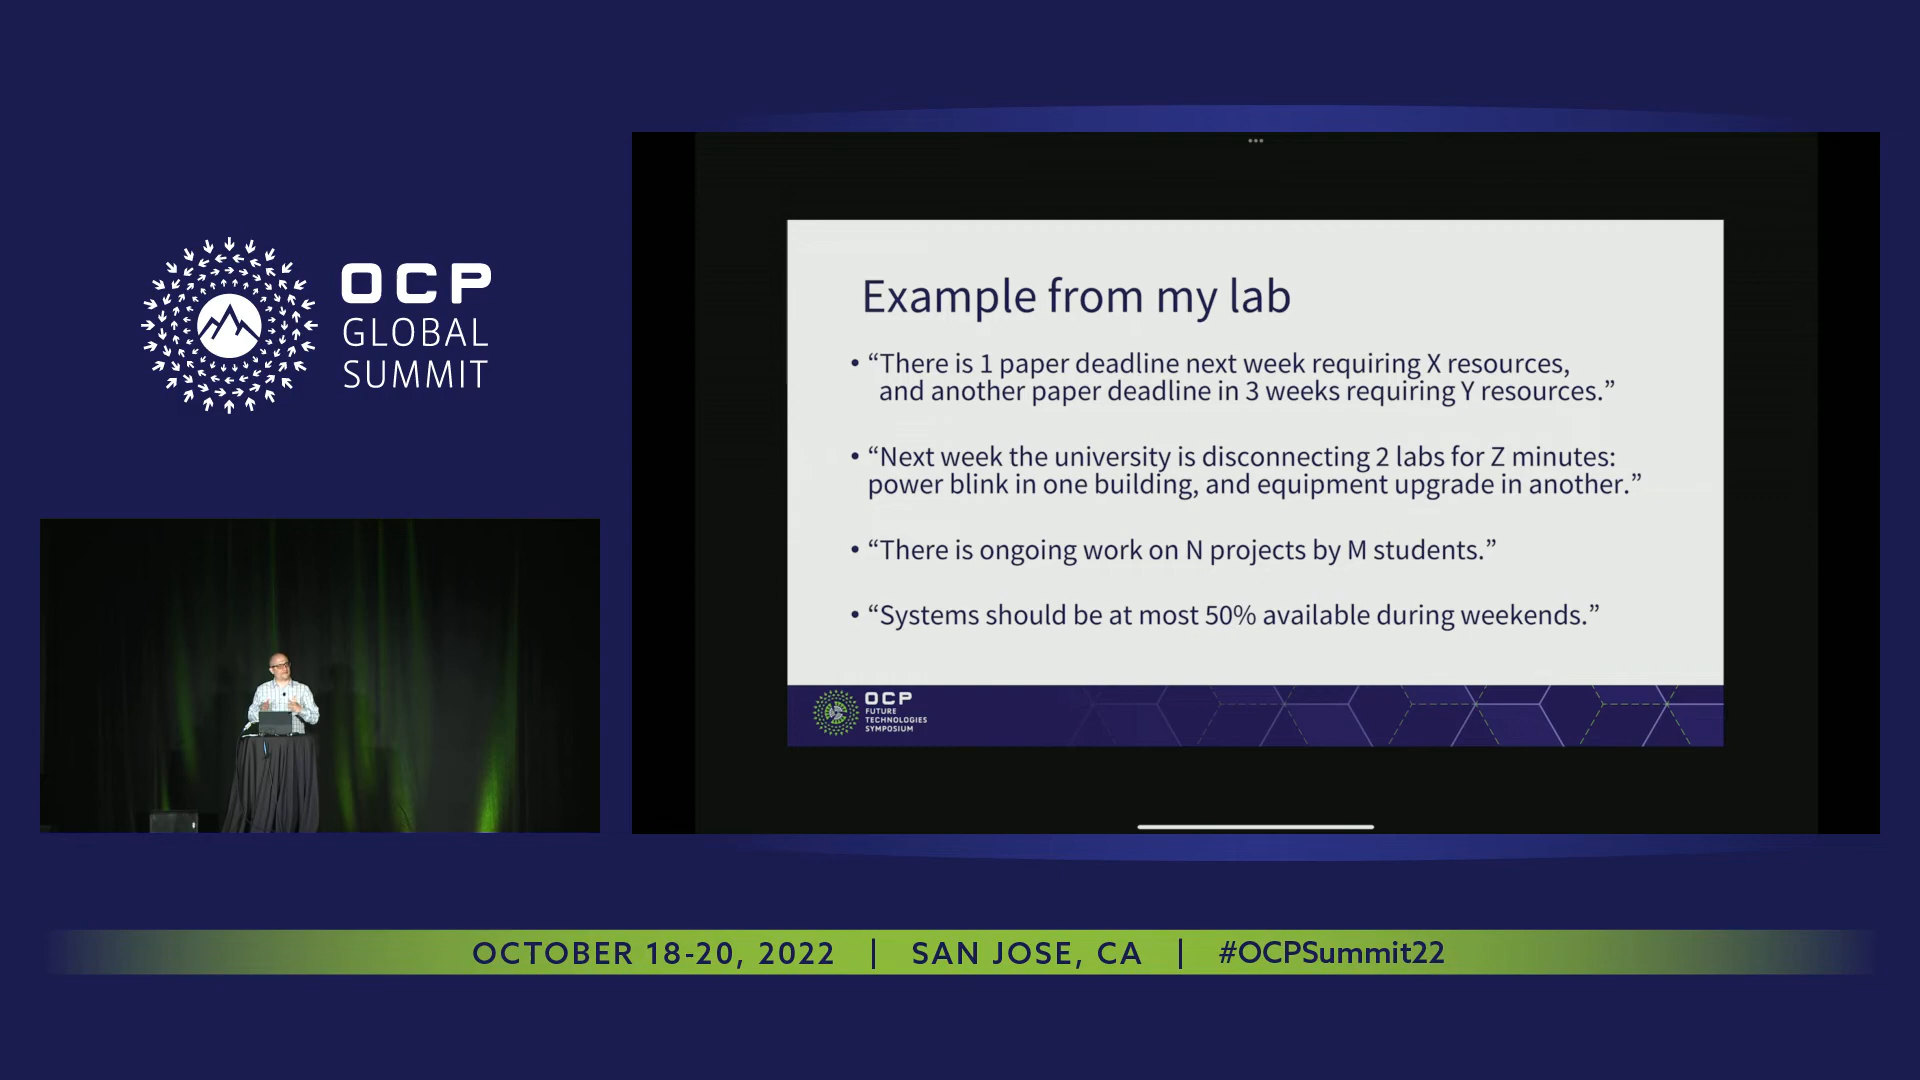 OCP
GLOBAL
SUMMIT
Example from my lab
• “There is 1 paper deadline next week requiring X resources,
and another paper deadline in 3 weeks requiring Y resources.”
• “Next week the university is disconnecting 2 labs for Z minutes:
power blink in one building, and equipment upgrade in another.”
• “There is ongoing work on N projects by M students.”
• “Systems should be at most 50% available during weekends.”
OCP
FUTURE
TECHNOLOGIES
SYMPOSIUM
OCTOBER 18-20, 2022 | SAN JOSE, CA | #OCPSummit22